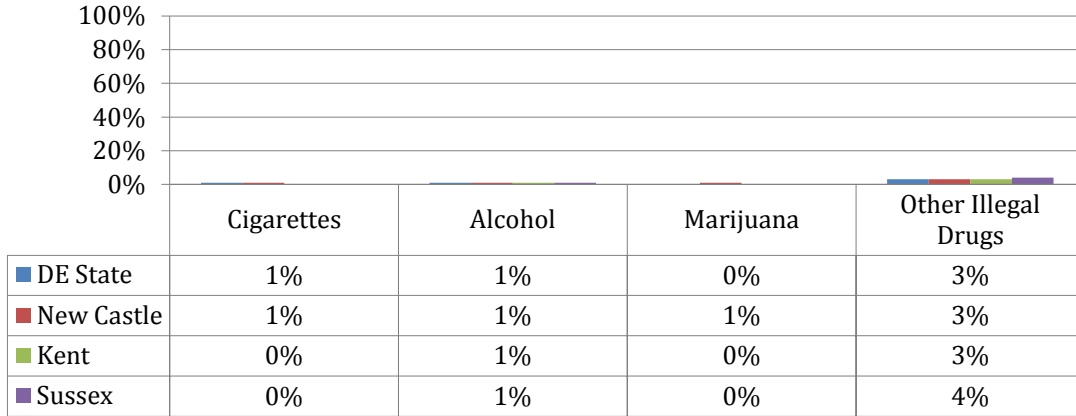 100%
80%
60%
40%
20%
0%
Cigarettes Alcohol Marijuana Other Illegal
Drugs
DE State 1% 1% 0% 3%
New Castle 1% 1% 1% 3%
Kent 0% 1% 0% 3%
Sussex 0% 1% 0% 4%